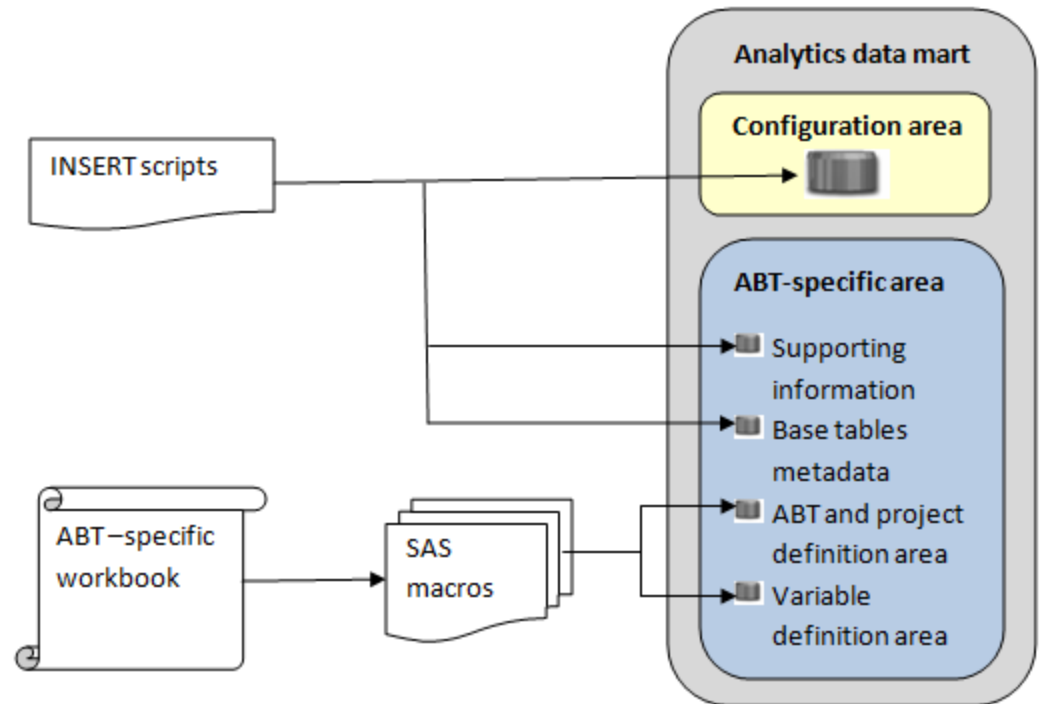 Analytics data mart
Configuration area
INSERT scripts
ABT-specific area
Supporting
information
Base tables
metadata
ABT and project
definition area
Variable
definition area
ABT–specific
workbook
SAS
macros